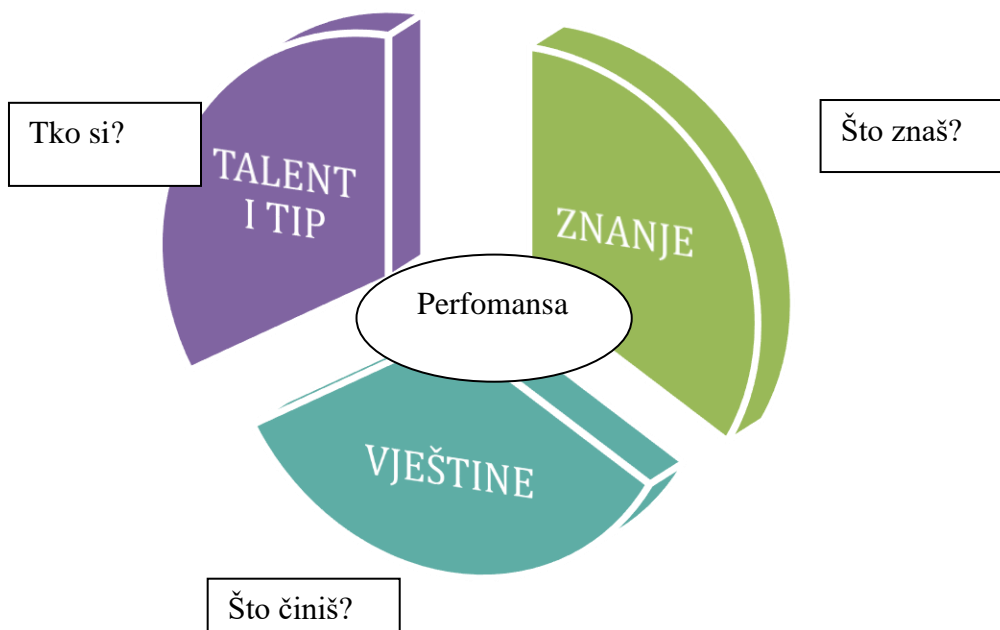 Tko si?
Što znaš?
TALENT
I TIP
ZNANJE
Perfomansa
VJEŠTINE
Što činiš?